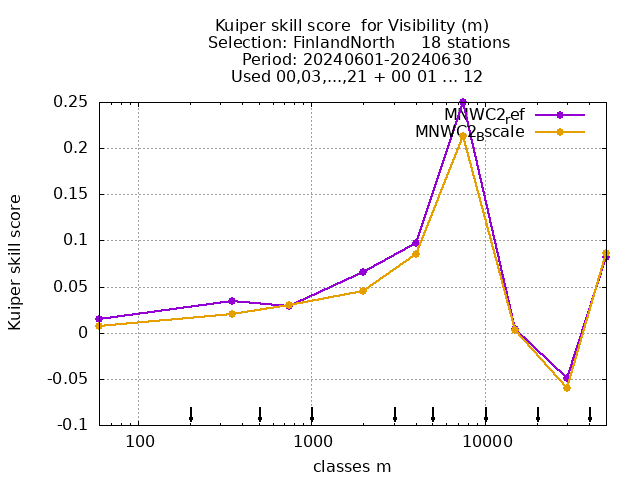 Kuiper skill score  for Visibility (m)
Selection: FinlandNorth     18 stations
Period: 20240601-20240630
Used 00,03,...,21 + 00 01 ... 12
MNWC2ref
MNWC2Bscale
0.25
0.2
0.15
0.1
0.05
0
-0.05
-0.1
Kuiper skill score
100
1000
10000
classes m